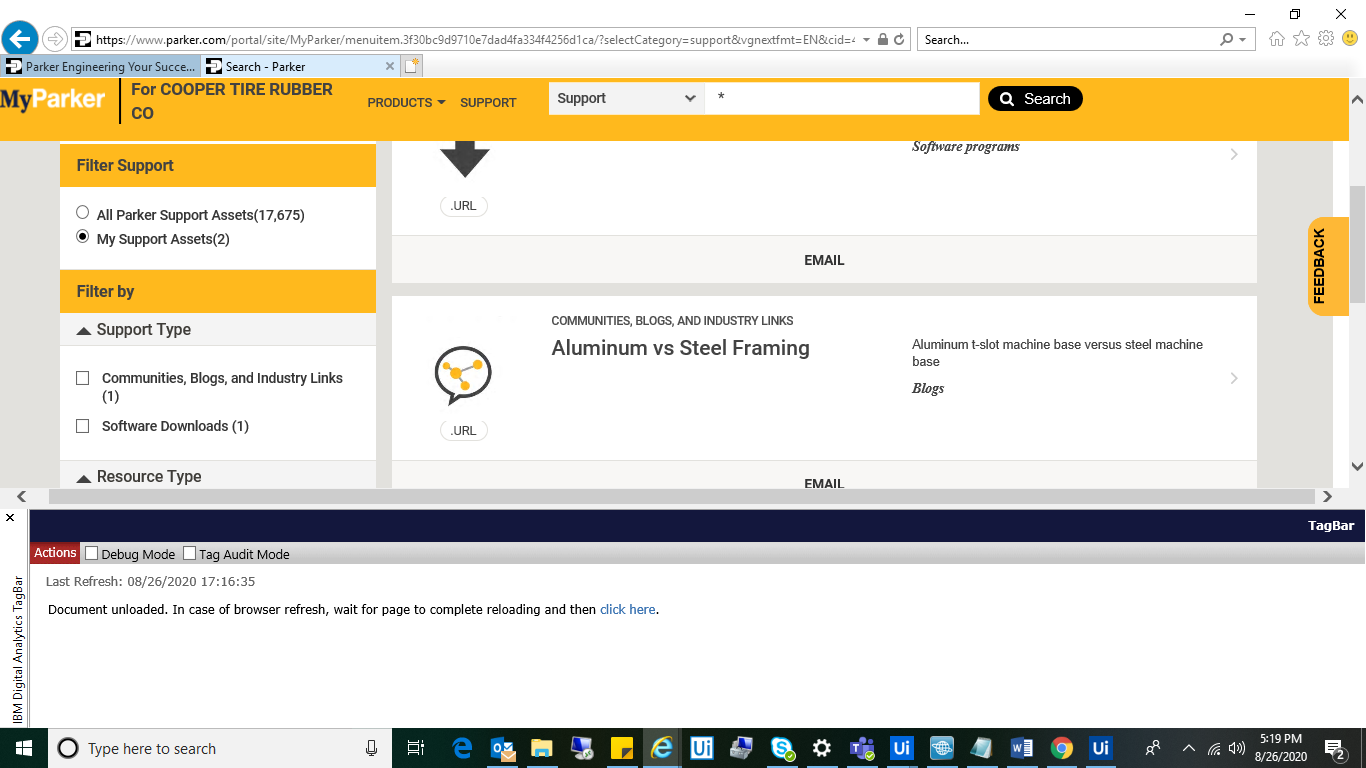 https://www.parker.com/portal/site/MyParker/menuitem.3f30bc9d9710e7dad4fa334f4256d1ca/?selectCategory=support&vgnextfmt=EN&cid=
Search...
Parker Engineering Your Succe...
Search - Parker
MyParker
For COOPER TIRE RUBBER
CO
PRODUCTS
SUPPORT
Support
*
Search
Filter Support
All Parker Support Assets(17,675)
My Support Assets(2)
Filter by
Support Type
Communities, Blogs, and Industry Links
(1)
Software Downloads (1)
Resource Type
Software programs
.URL
EMAIL
COMMUNITIES, BLOGS, AND INDUSTRY LINKS
Aluminum vs Steel Framing
Aluminum t-slot machine base versus steel machine
base
Blogs
.URL
EMAIL
FEEDBACK
TagBar
Actions
Debug Mode
Tag Audit Mode
Last Refresh: 08/26/2020 17:16:35
Document unloaded. In case of browser refresh, wait for page to complete reloading and then click here.
IBM Digital Analytics TagBar
Type here to search
Ui
Ui
Ui
5:19 PM
8/26/2020
2